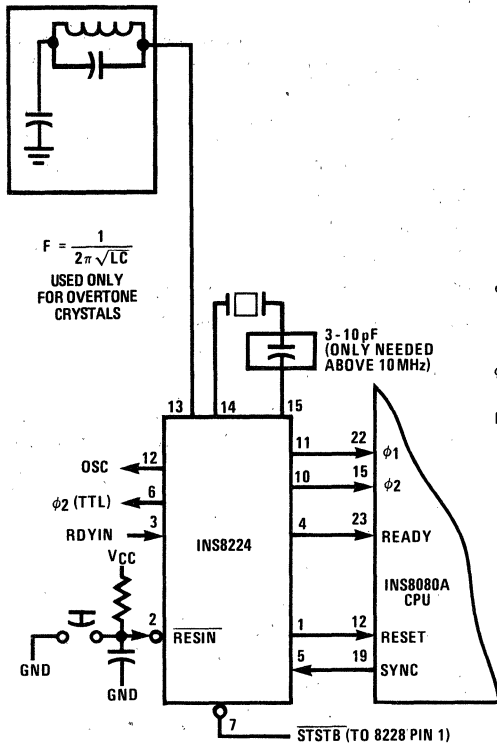 F = 1 / 2π √LC
USED ONLY
FOR OVERTONE
CRYSTALS
3-10pF
(ONLY NEEDED
ABOVE 10MHz)
13 14 15
12 OSC
6 φ2 (TTL)
3 RDYIN
VCC
2 RESIN
GND
GND
INS8224
11 22 φ1
10 15 φ2
4 23 READY
INS8080A
CPU
1 12 RESET
5 19 SYNC
7 STSTB (TO 8228 PIN 1)